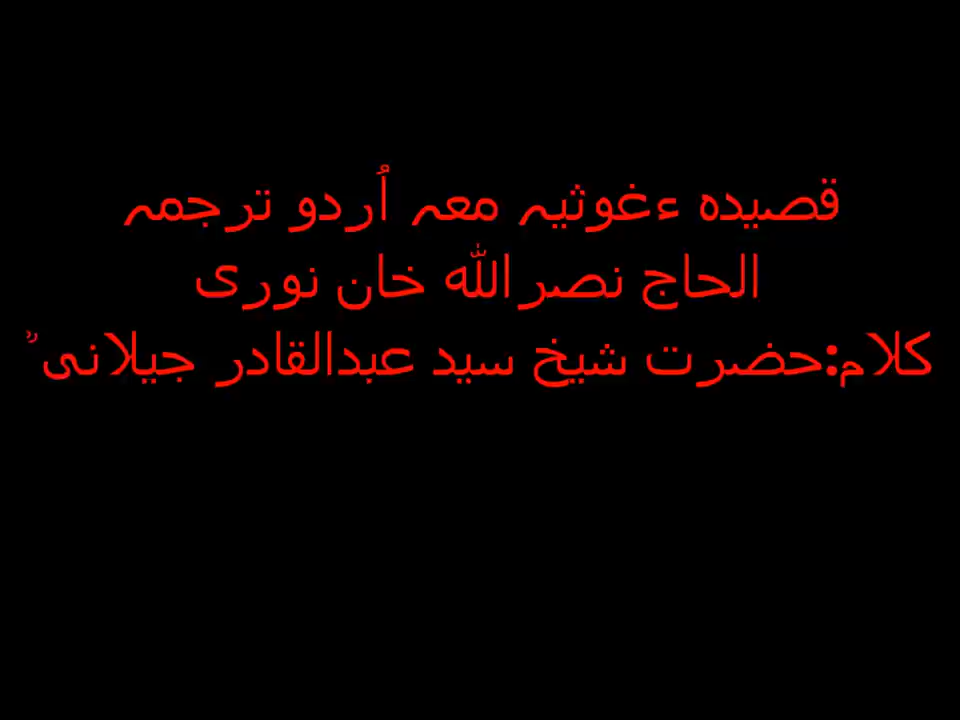 قصیدہ ءغوثیہ معہ اُردو ترجمہ
الحاج نصراللہ خان نوری
کلام:حضرت شیخ سید عبدالقادر جیلانی ؒ